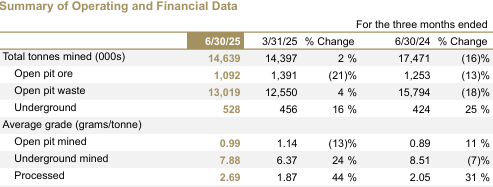 Summary of Operating and Financial Data
For the three months ended
6/30/25 3/31/25 % Change 6/30/24 % Change
Total tonnes mined (000s) 14,639 14,397 2 % 17,471 (16)%
Open pit ore 1,092 1,391 (21)% 1,253 (13)%
Open pit waste 13,019 12,550 4 % 15,794 (18)%
Underground 528 456 16 % 424 25 %
Average grade (grams/tonne)
Open pit mined 0.99 1.14 (13)% 0.89 11 %
Underground mined 7.88 6.37 24 % 8.51 (7)%
Processed 2.69 1.87 44 % 2.05 31 %